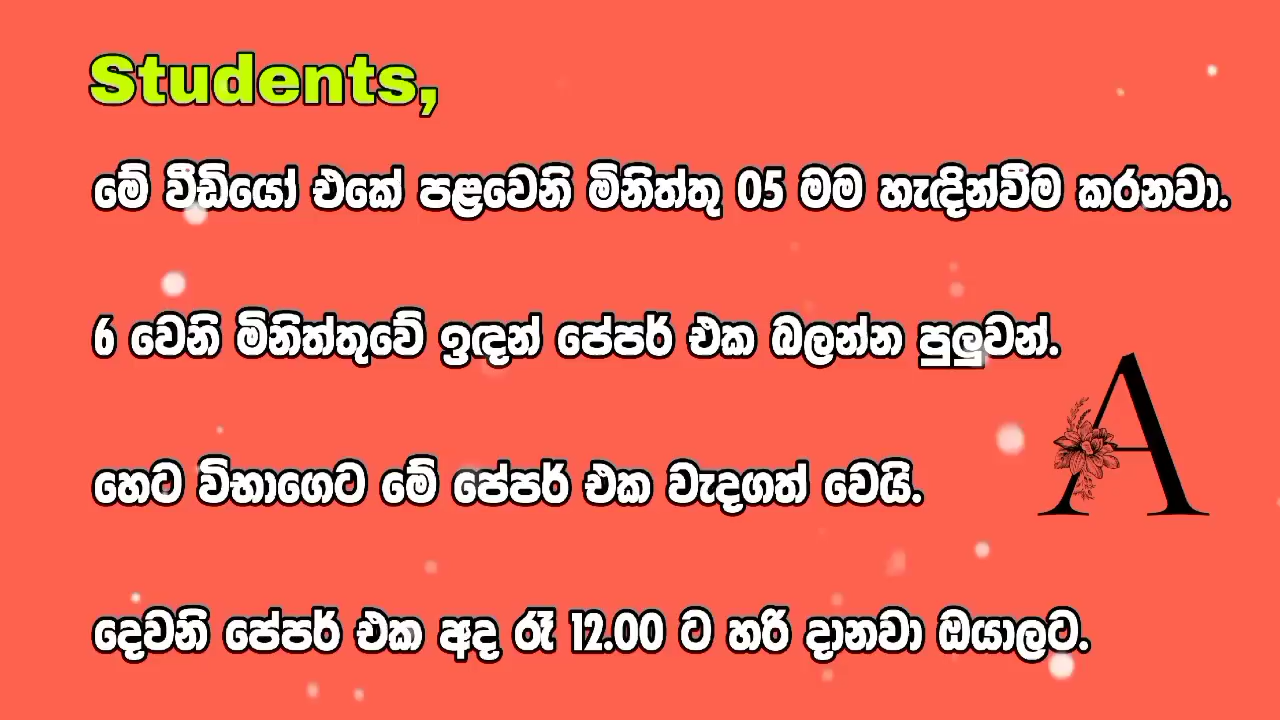 Students,
මේ වීඩියෝ එකේ පළවෙනි මිනිත්තු 05 මම හැඳින්වීම කරනවා.
6 වෙනි මිනිත්තුවේ ඉඳන් පේපර් එක බලන්න පුලුවන්.
A
හෙට විභාගෙට මේ පේපර් එක වැදගත් වෙයි.
දෙවනි පේපර් එක අද රෑ 12.00 ට හරි දානවා ඔයාලට.